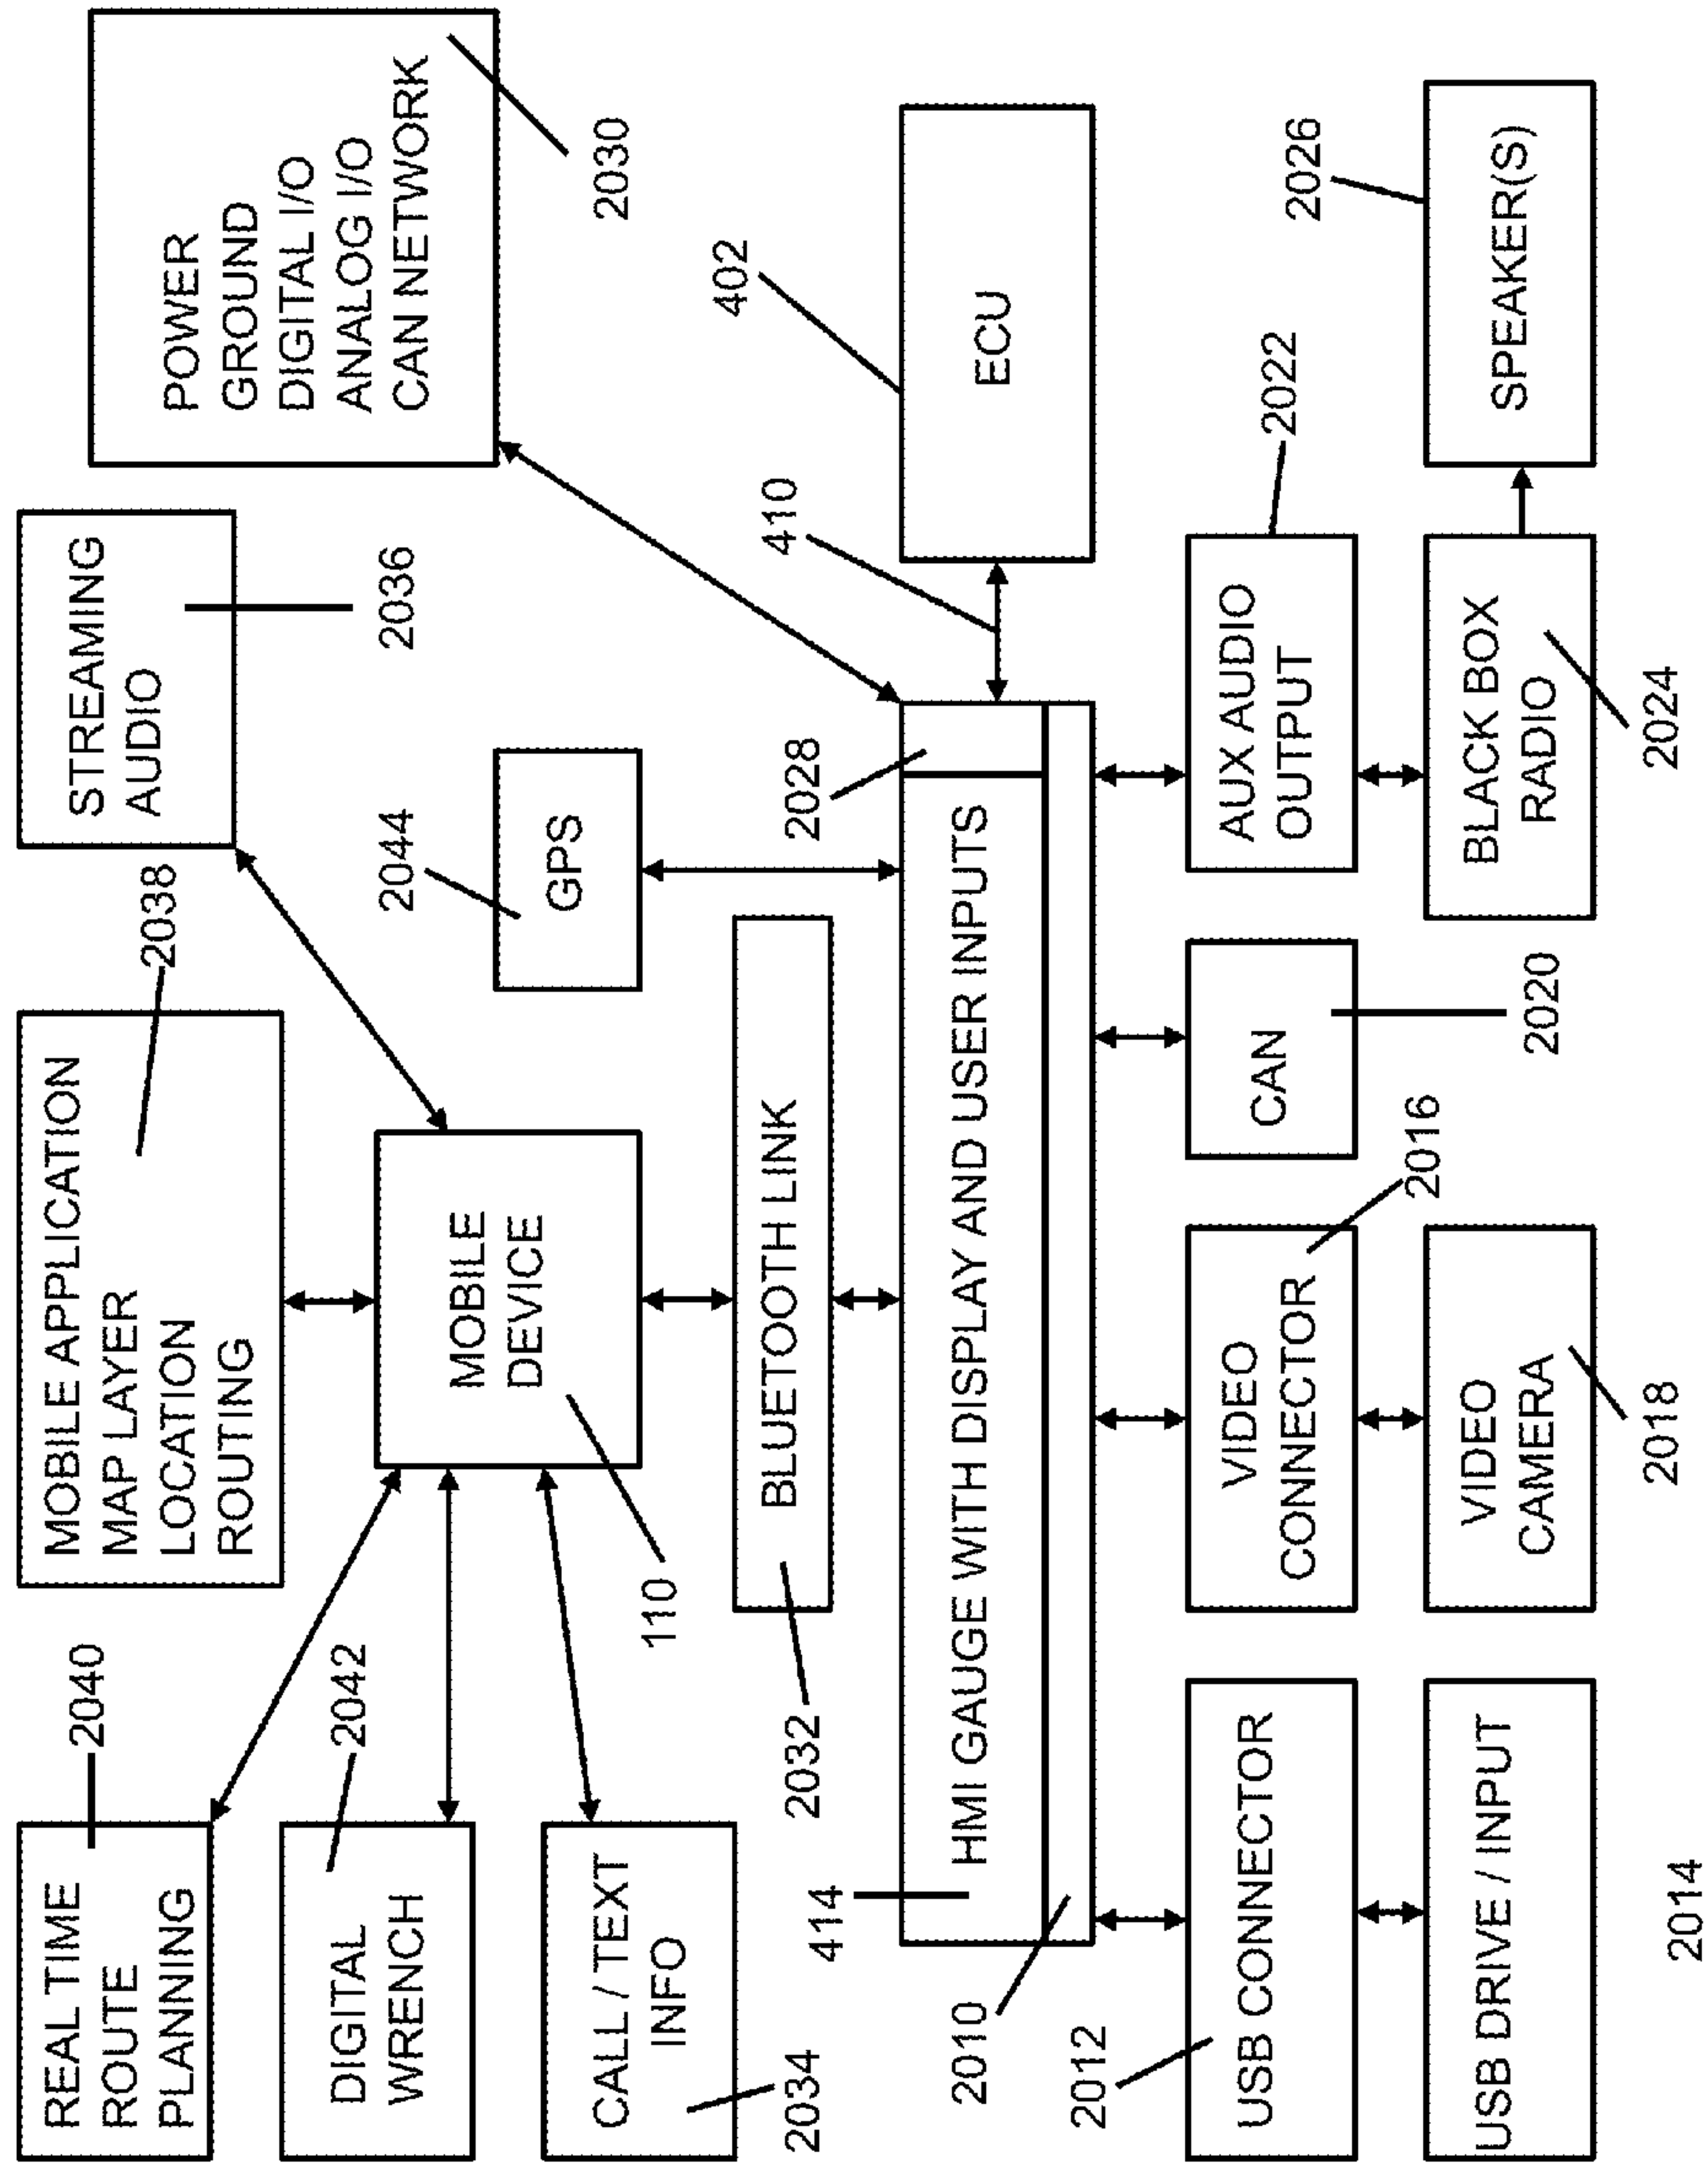 REAL TIME
ROUTE
PLANNING
2040
MOBILE APPLICATION
MAP LAYER
LOCATION
ROUTING
2038
STREAMING
AUDIO
2036
POWER
GROUND
DIGITAL I/O
ANALOG I/O
CAN NETWORK
2030
DIGITAL
WRENCH
2042
MOBILE
DEVICE
110
CALL / TEXT
INFO
2034
GPS
2044
BLUETOOTH LINK
2032
HMI GAUGE WITH DISPLAY AND USER INPUTS
414
2028
2010
410
ECU
402
USB CONNECTOR
2012
VIDEO
CONNECTOR
2016
CAN
2020
AUX AUDIO
OUTPUT
2022
USB DRIVE / INPUT
2014
VIDEO
CAMERA
2018
BLACK BOX
RADIO
2024
SPEAKER(S)
2026